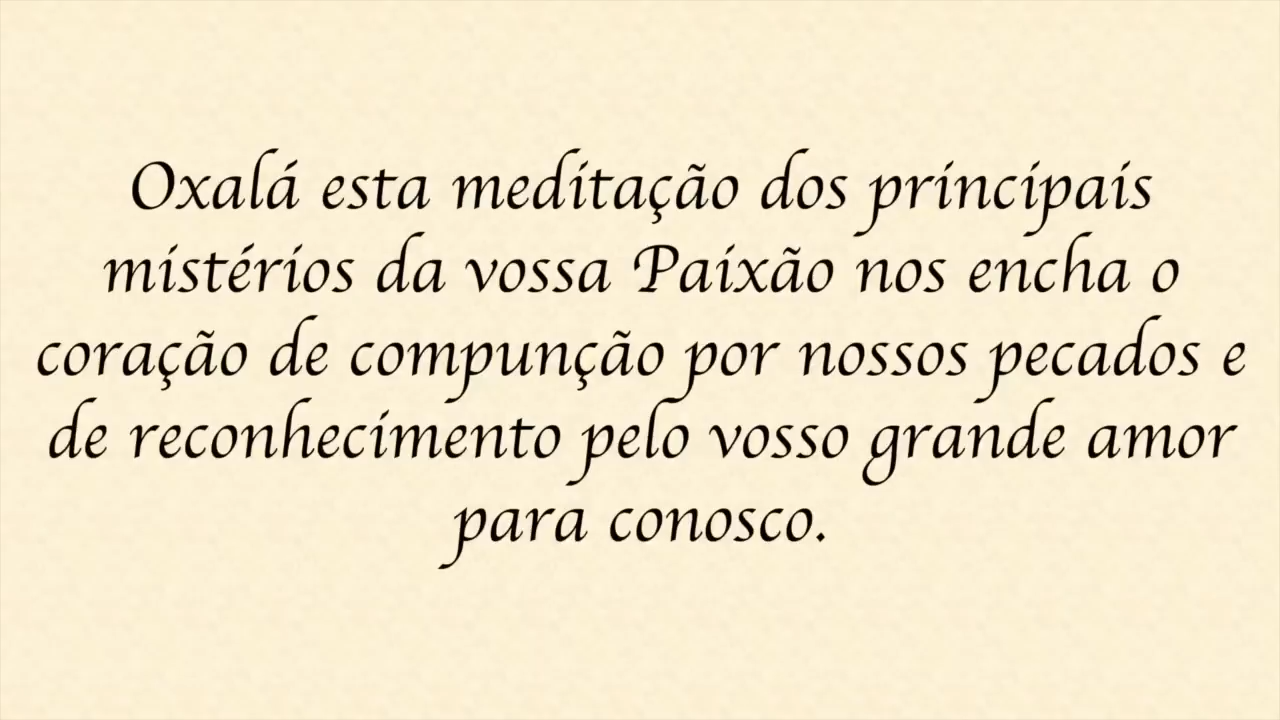 Oxalá esta meditação dos principais
mistérios da vossa Paixão nos encha o
coração de compunção por nossos pecados e
de reconhecimento pelo vosso grande amor
para conosco.